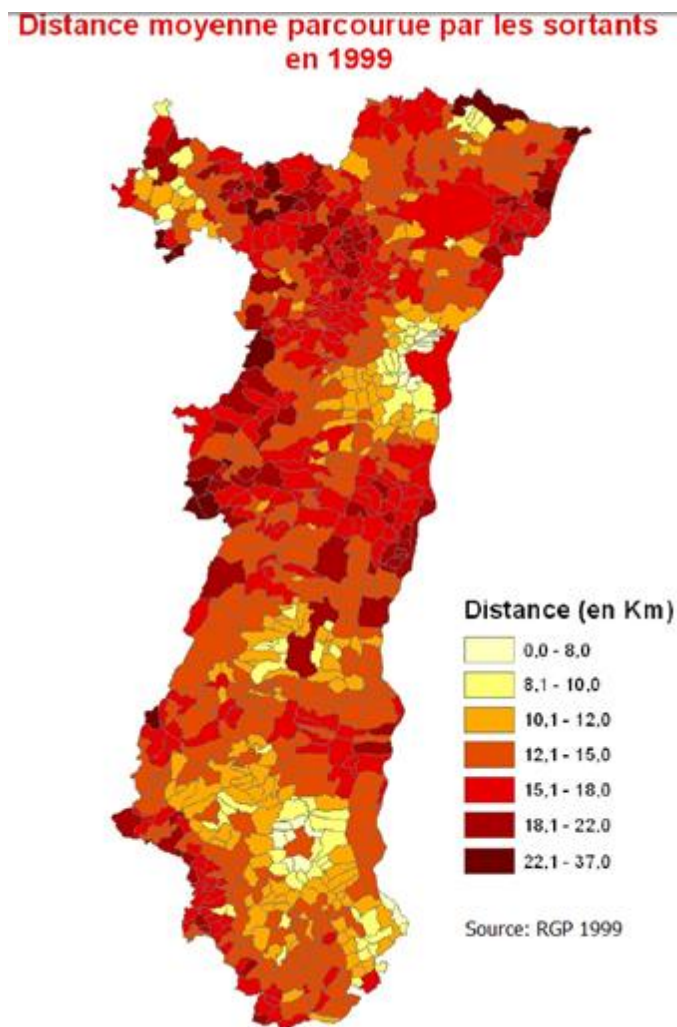 Distance moyenne parcourue par les sortants
en 1999
Distance (en Km)
0,0 - 8,0
8,1 - 10,0
10,1 - 12,0
12,1 - 15,0
15,1 - 18,0
18,1 - 22,0
22,1 - 37,0
Source: RGP 1999